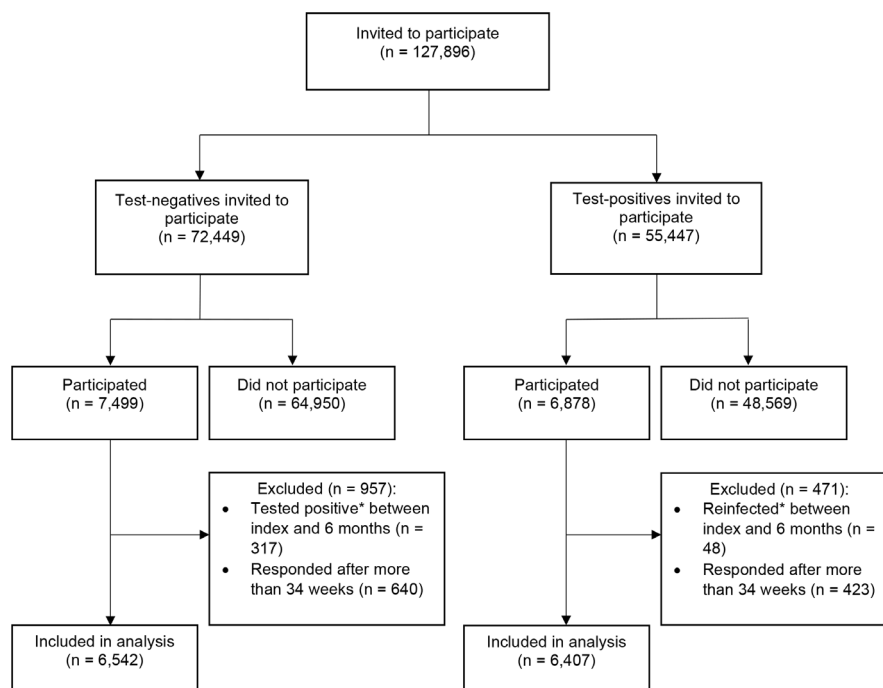 Invited to participate
(n = 127,896)
Test-negatives invited to
participate
(n = 72,449)
Test-positives invited to
participate
(n = 55,447)
Participated
(n = 7,499)
Did not participate
(n = 64,950)
Participated
(n = 6,878)
Did not participate
(n = 48,569)
Excluded (n = 957):
• Tested positive* between
index and 6 months (n =
317)
• Responded after more
than 34 weeks (n = 640)
Excluded (n = 471):
• Reinfected* between
index and 6 months (n =
48)
• Responded after more
than 34 weeks (n = 423)
Included in analysis
(n = 6,542)
Included in analysis
(n = 6,407)